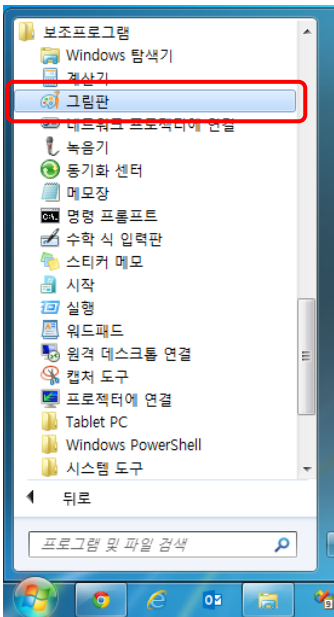 보조프로그램
Windows 탐색기
계산기
그림판
네트워크 프로젝터에 연결
녹음기
동기화 센터
메모장
명령 프롬프트
수학 식 입력판
스티커 메모
시작
실행
워드패드
원격 데스크톱 연결
캡처 도구
프로젝터에 연결
Tablet PC
Windows PowerShell
시스템 도구
뒤로
프로그램 및 파일 검색